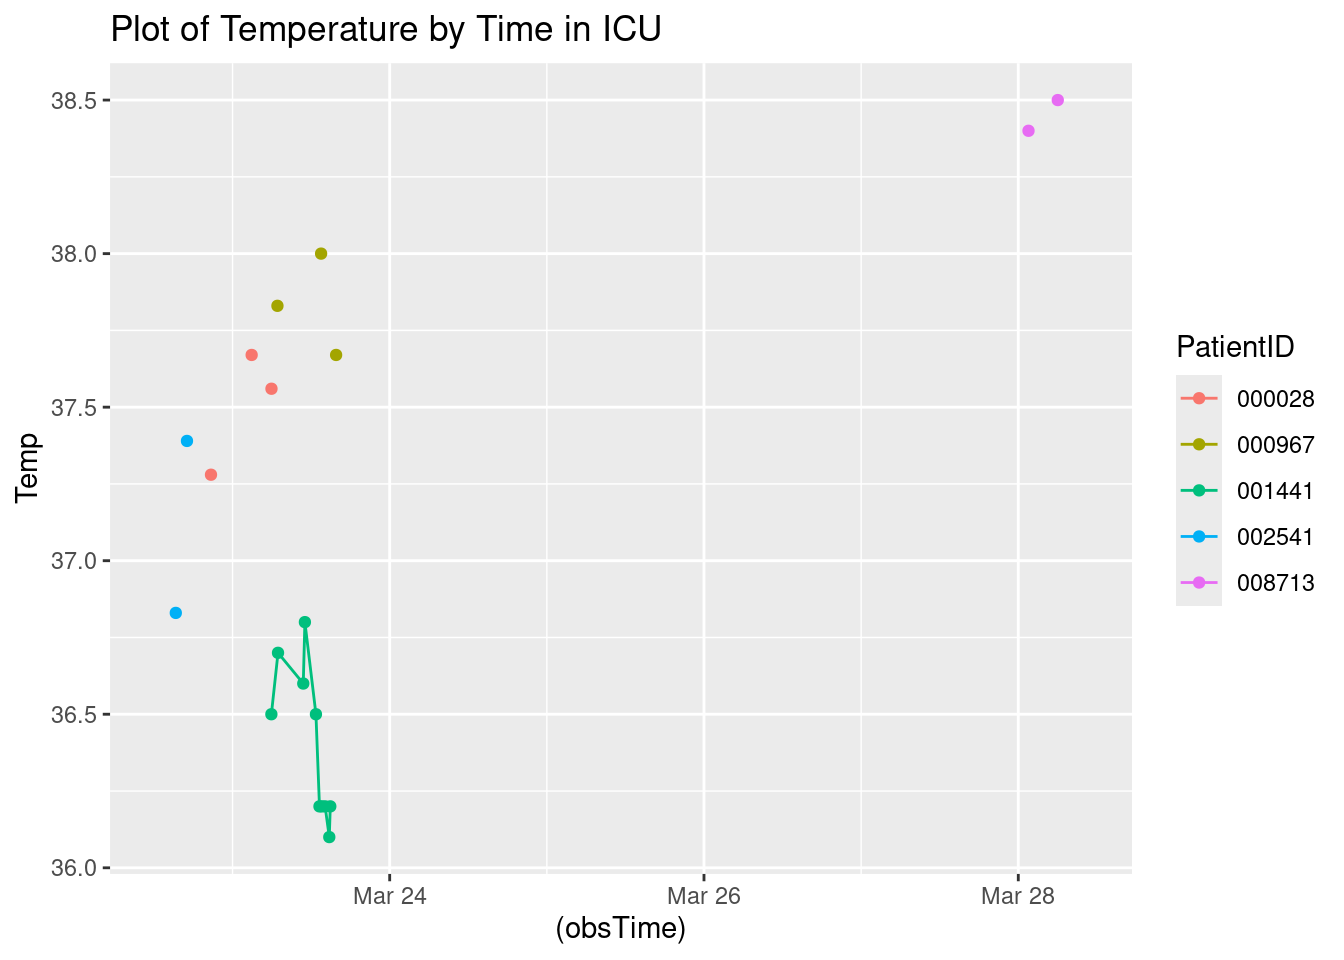 Plot of Temperature by Time in ICU
38.5
38.0
37.5
37.0
36.5
36.0
Temp
Mar 24 Mar 26 Mar 28
(obsTime)
PatientID
000028
000967
001441
002541
008713